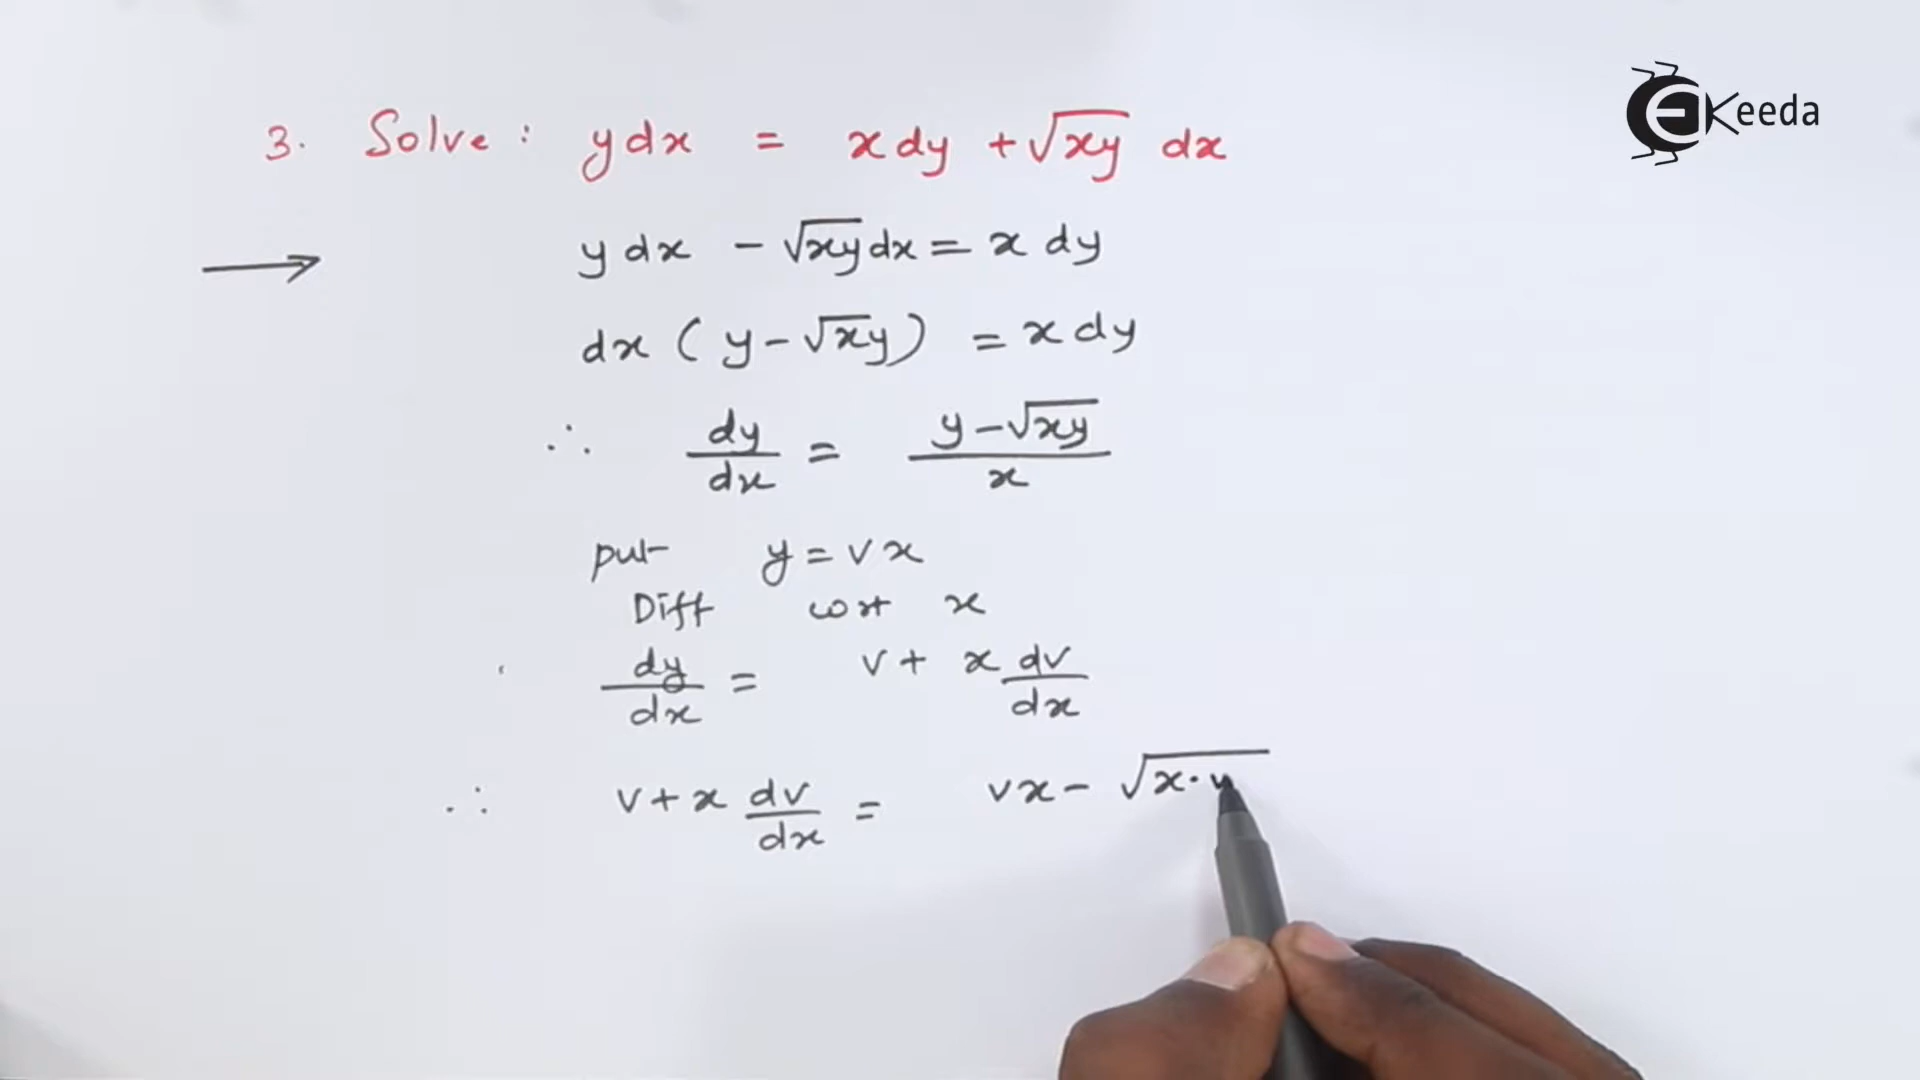 EKeeda
3. Solve: ydx = xdy + √xy dx
ydx - √xy dx = x dy
dx (y - √xy) = x dy
∴ dy/dx = y - √xy / x
put y = vx
Diff wrt x
dy/dx = v + x dv/dx
∴ v + x dv/dx = vx - √x·v